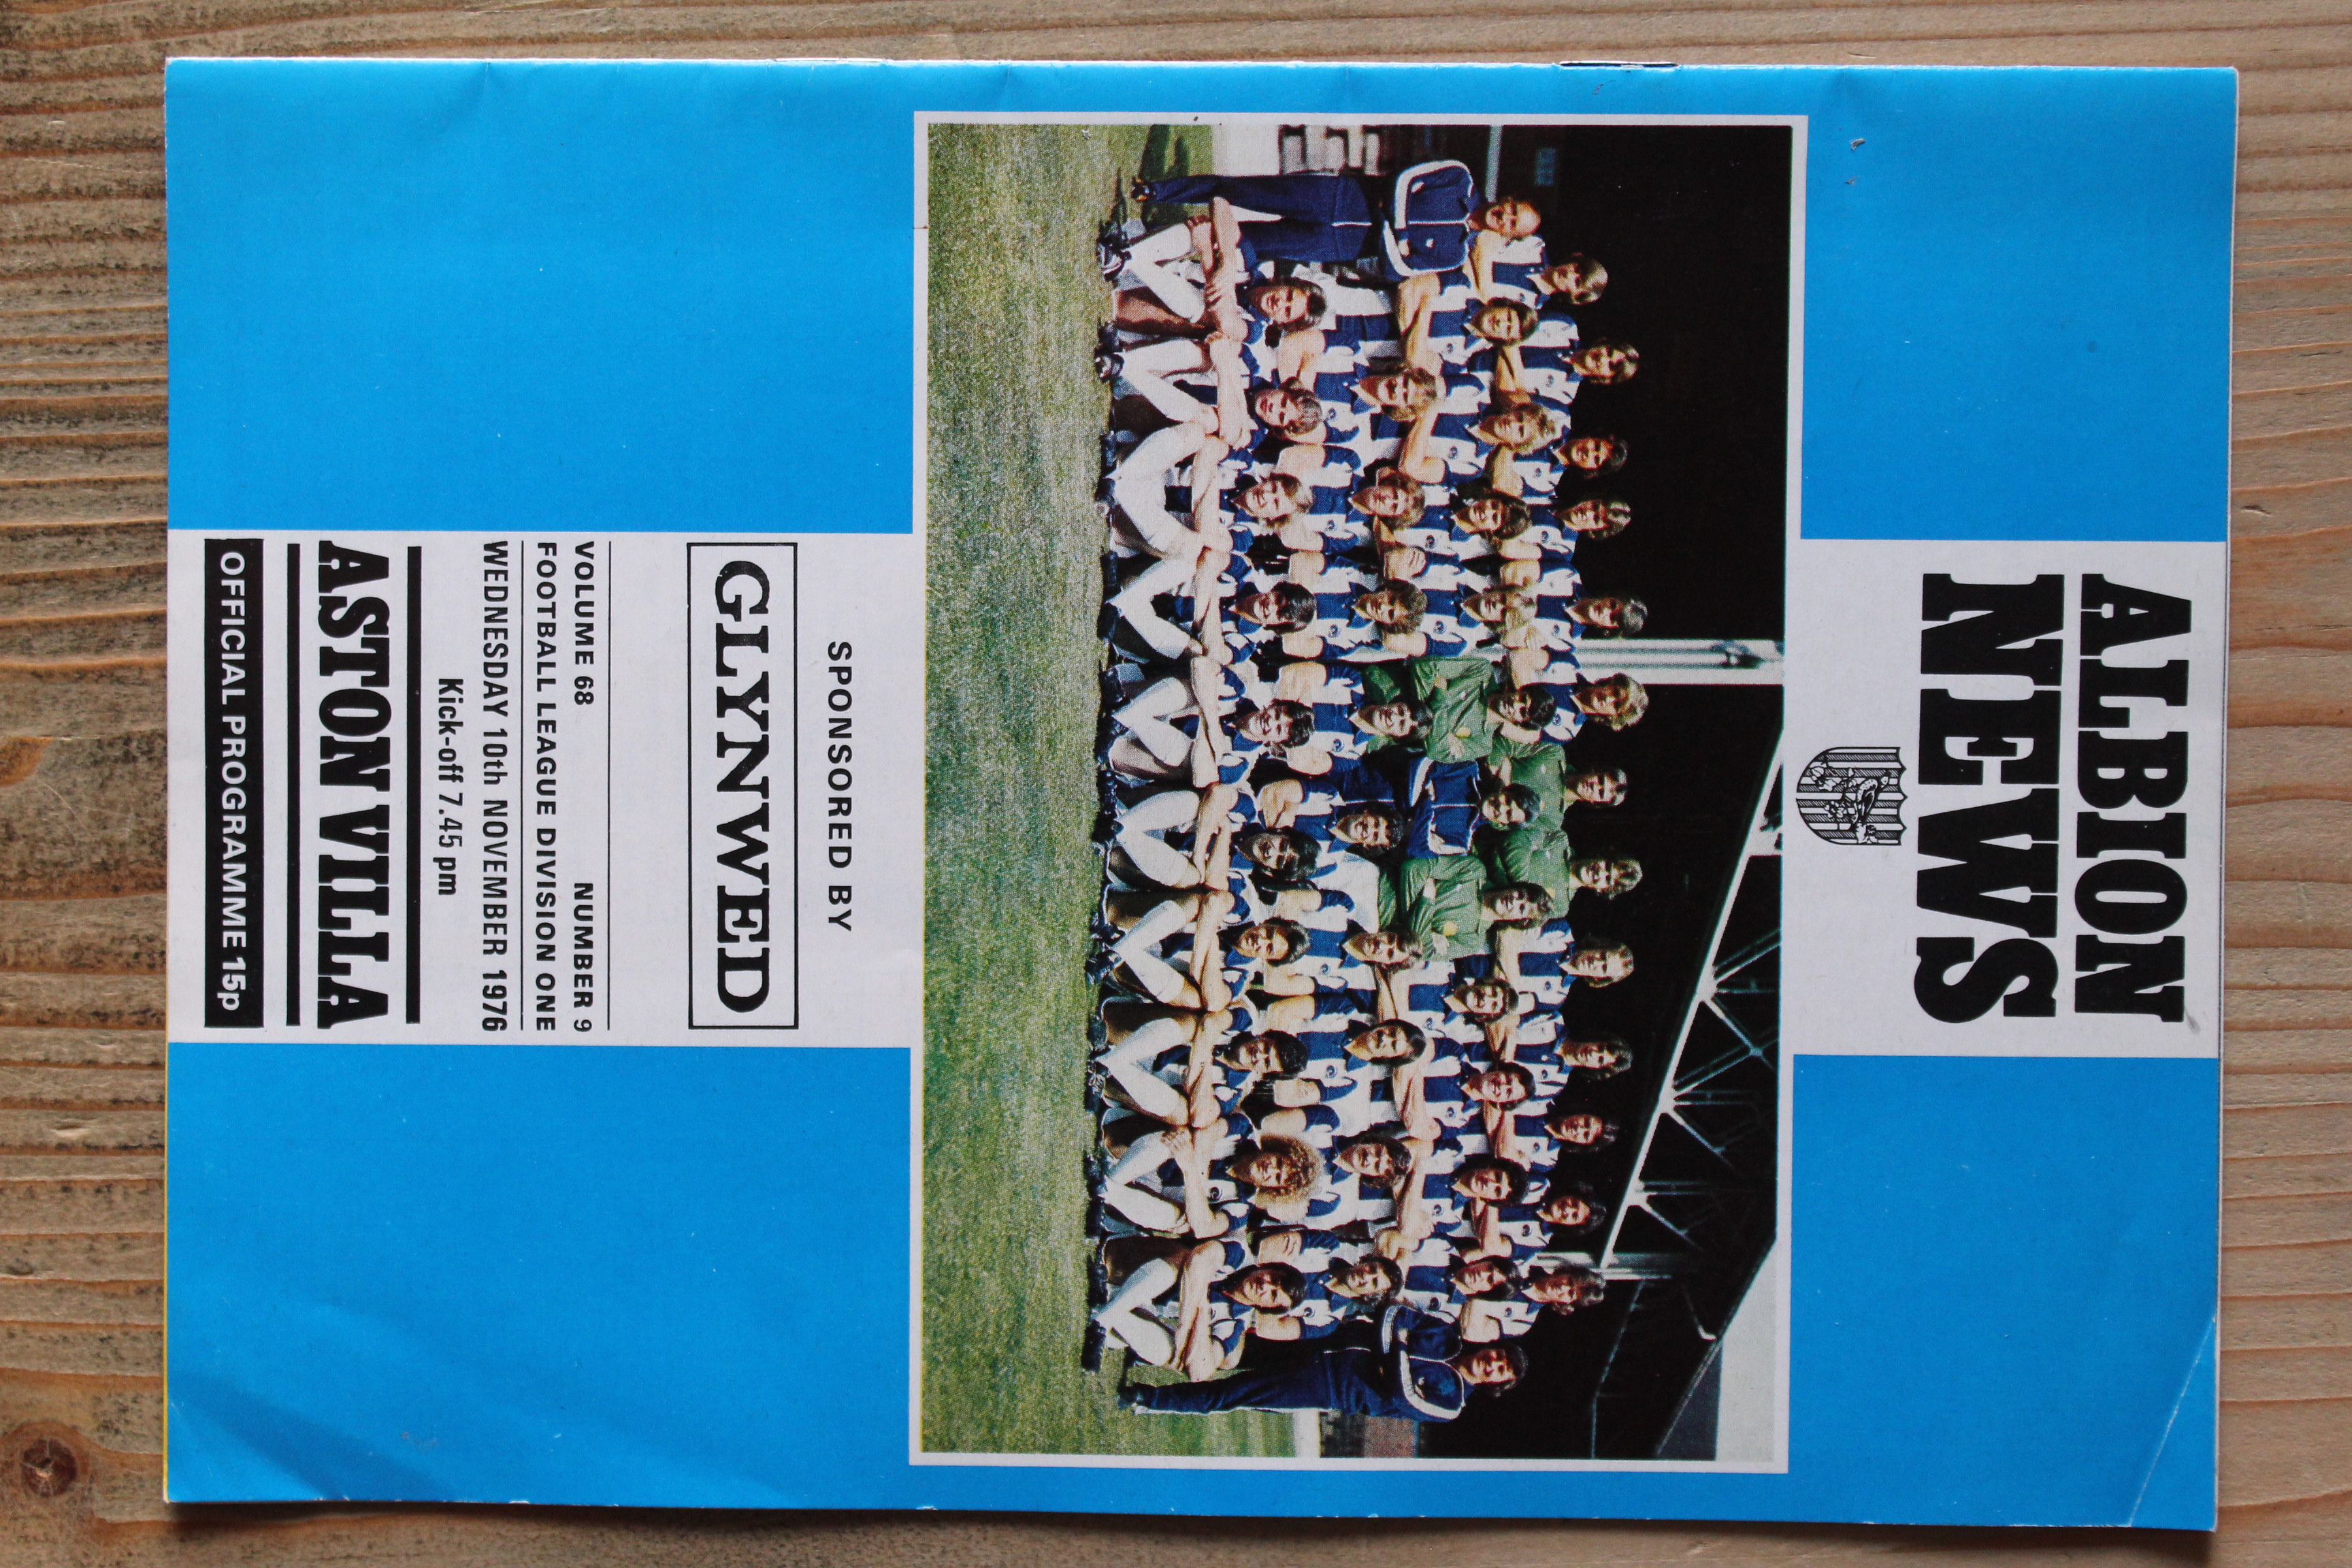 ALBION
NEWS
SPONSORED BY
GLYNWED
VOLUME 68 NUMBER 9
FOOTBALL LEAGUE DIVISION ONE
WEDNESDAY 10th NOVEMBER 1976
Kick-off 7.45 pm
ASTON VILLA
OFFICIAL PROGRAMME 15p